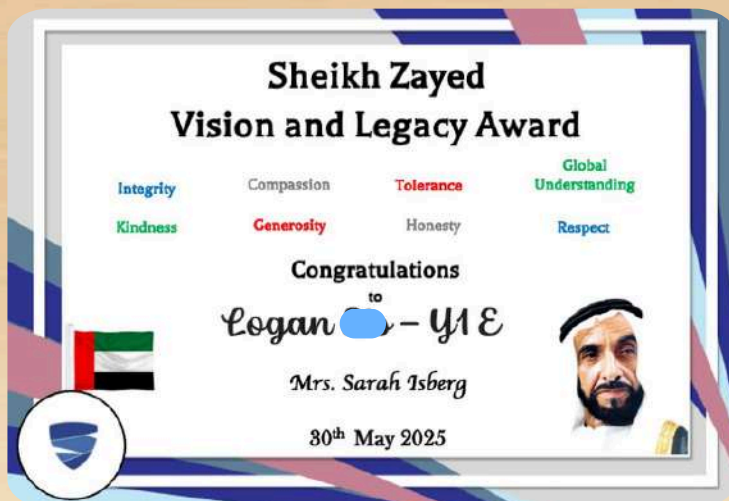 Sheikh Zayed
Vision and Legacy Award
Integrity Compassion Tolerance Global Understanding
Kindness Generosity Honesty Respect
Congratulations
to
Logan – Y1 E
Mrs. Sarah Isberg
30th May 2025